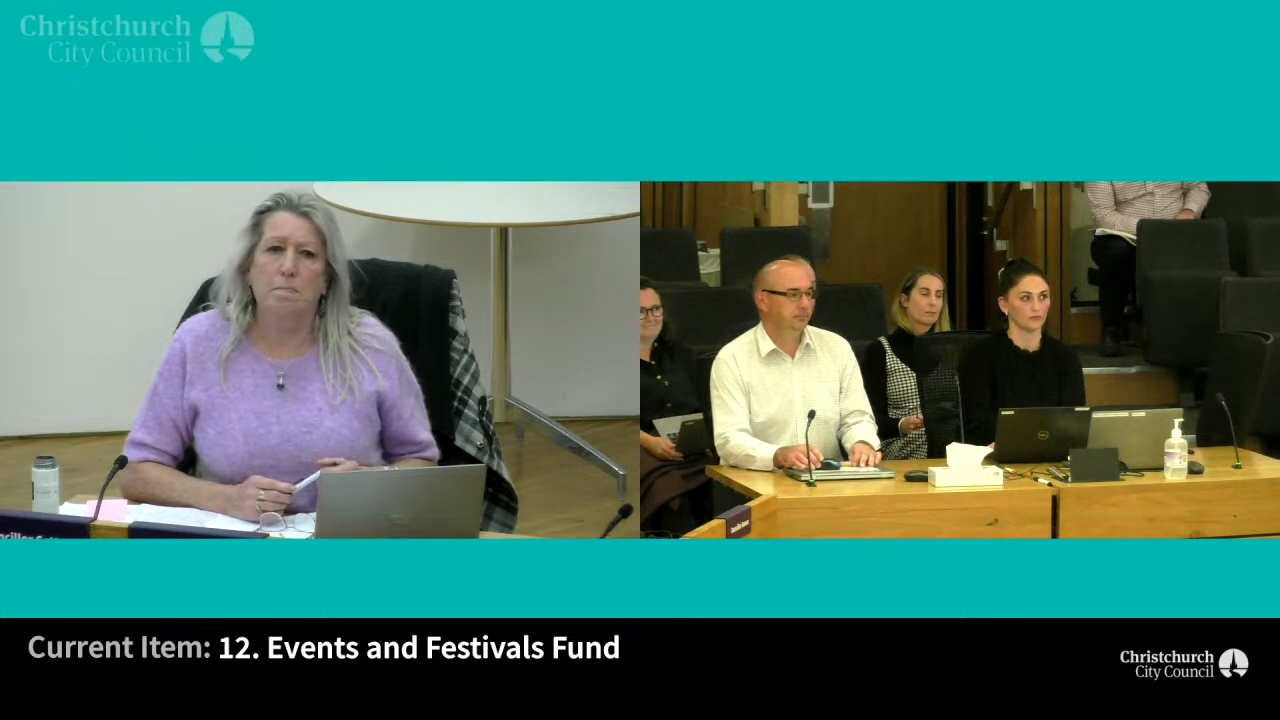 Christchurch
City Council
Current Item: 12. Events and Festivals Fund
Christchurch
City Council